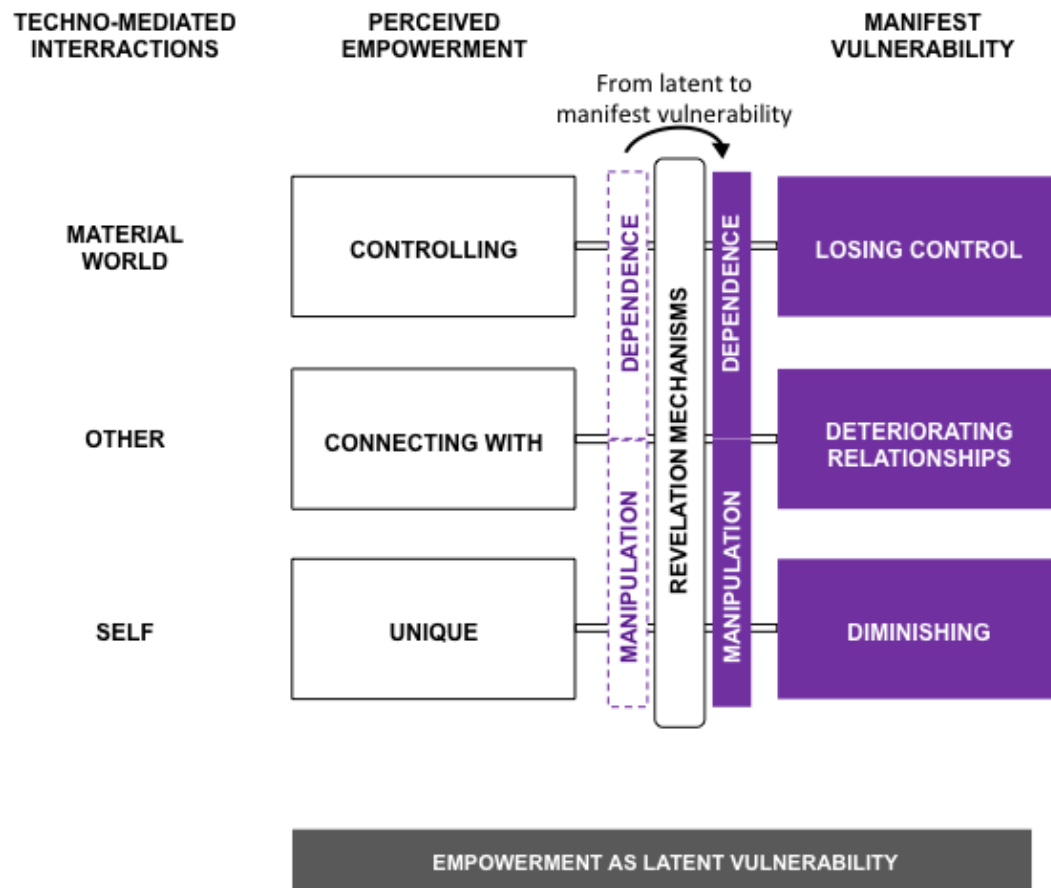 TECHNO-MEDIATED
INTERRACTIONS
PERCEIVED
EMPOWERMENT
MANIFEST
VULNERABILITY
From latent to
manifest vulnerability
MATERIAL
WORLD
CONTROLLING
DEPENDENCE
REVELATION MECHANISMS
DEPENDENCE
LOSING CONTROL
OTHER
CONNECTING WITH
DETERIORATING
RELATIONSHIPS
SELF
UNIQUE
MANIPULATION
MANIPULATION
DIMINISHING
EMPOWERMENT AS LATENT VULNERABILITY